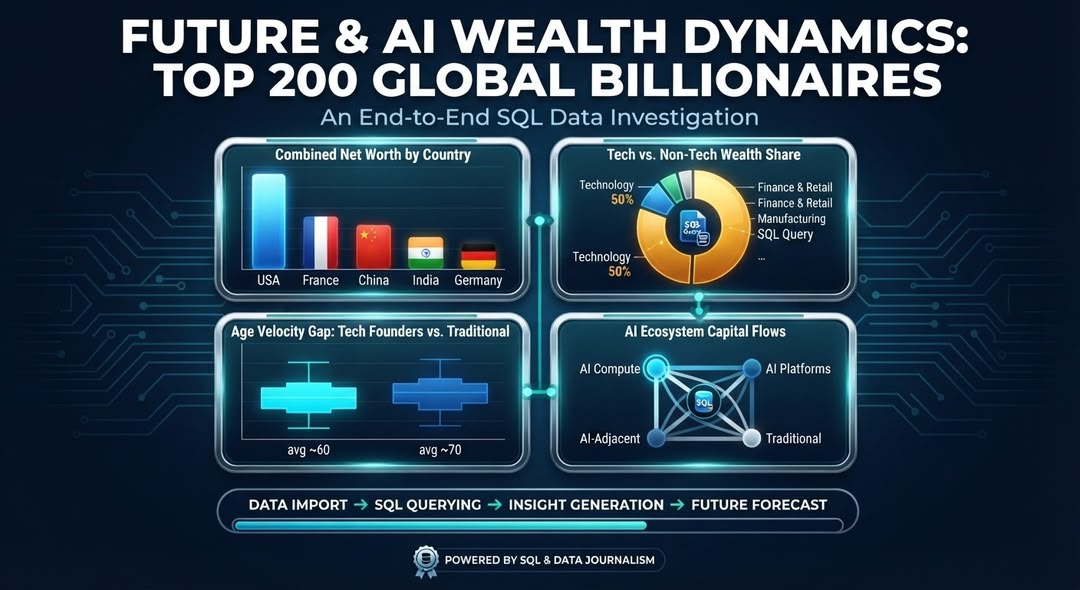 FUTURE & AI WEALTH DYNAMICS:
TOP 200 GLOBAL BILLIONAIRES
An End-to-End SQL Data Investigation
Combined Net Worth by Country
USA
France
China
India
Germany
Tech vs. Non-Tech Wealth Share
Technology
50%
Technology
50%
Finance & Retail
Finance & Retail
Manufacturing
SQL Query
...
Age Velocity Gap: Tech Founders vs. Traditional
avg ~60
avg ~70
AI Ecosystem Capital Flows
AI Compute
AI Platforms
SQL
AI-Adjacent
Traditional
DATA IMPORT → SQL QUERYING → INSIGHT GENERATION → FUTURE FORECAST
POWERED BY SQL & DATA JOURNALISM